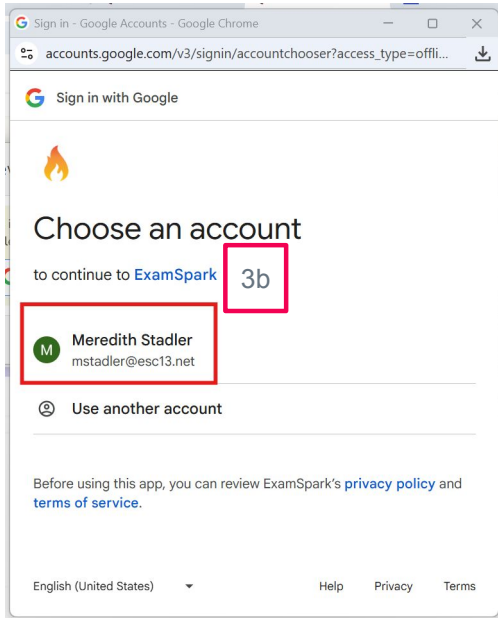 Sign in - Google Accounts - Google Chrome
accounts.google.com/v3/signin/accountchooser?access_type=offli...
Sign in with Google
Choose an account
to continue to ExamSpark
3b
M
Meredith Stadler
mstadler@esc13.net
Use another account
Before using this app, you can review ExamSpark's privacy policy and
terms of service.
English (United States) Help Privacy Terms